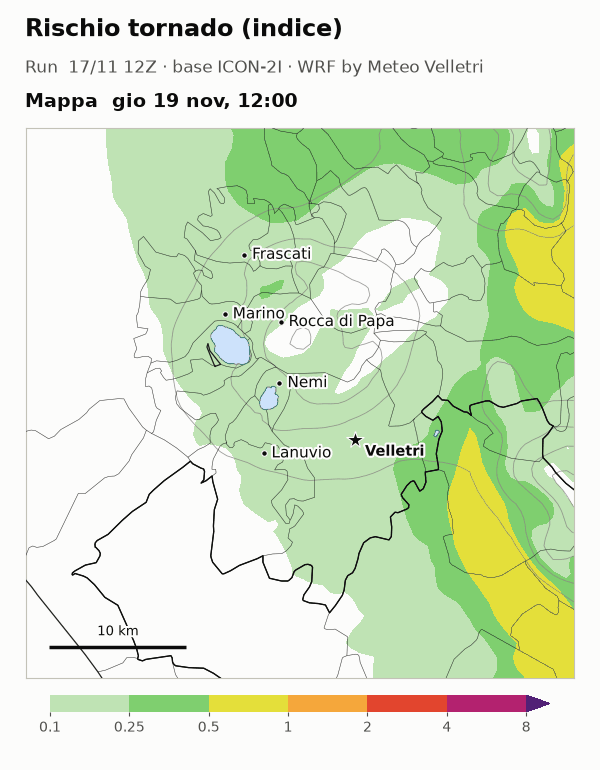 Rischio tornado (indice)
Run  17/11 12Z · base ICON-2I · WRF by Meteo Velletri
Mappa  gio 19 nov, 12:00
Frascati
Marino
Rocca di Papa
Nemi
Velletri
Lanuvio
10 km
0.1 0.25 0.5 1 2 4 8